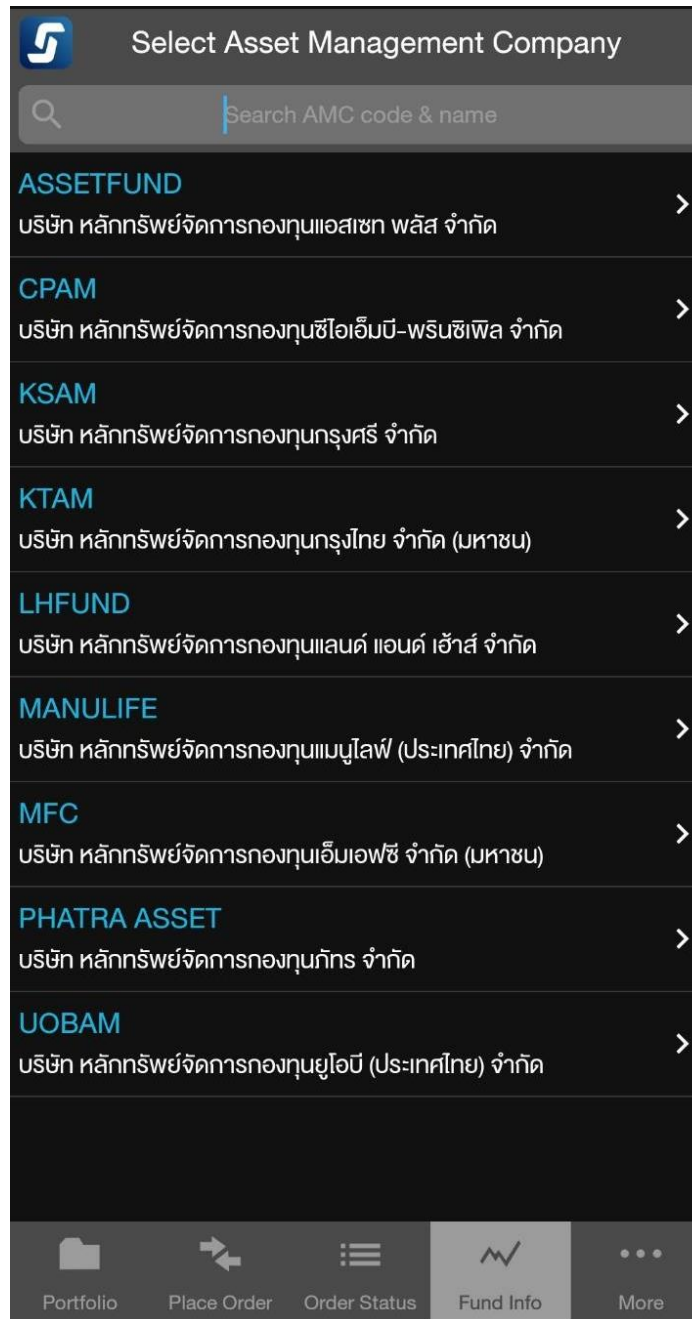 Select Asset Management Company
Search AMC code & name
ASSETFUND
บริษัท หลักทรัพย์จัดการกองทุนแอสเซท พลัส จำกัด
CPAM
บริษัท หลักทรัพย์จัดการกองทุนซีไอเอ็มบี-พรินซิเพิล จำกัด
KSAM
บริษัท หลักทรัพย์จัดการกองทุนกรุงศรี จำกัด
KTAM
บริษัท หลักทรัพย์จัดการกองทุนกรุงไทย จำกัด (มหาชน)
LHFUND
บริษัท หลักทรัพย์จัดการกองทุนแลนด์ แอนด์ เฮ้าส์ จำกัด
MANULIFE
บริษัท หลักทรัพย์จัดการกองทุนแมนูไลฟ์ (ประเทศไทย) จำกัด
MFC
บริษัท หลักทรัพย์จัดการกองทุนเอ็มเอฟซี จำกัด (มหาชน)
PHATRA ASSET
บริษัท หลักทรัพย์จัดการกองทุนภัทร จำกัด
UOBAM
บริษัท หลักทรัพย์จัดการกองทุนยูโอบี (ประเทศไทย) จำกัด
Portfolio Place Order Order Status Fund Info More